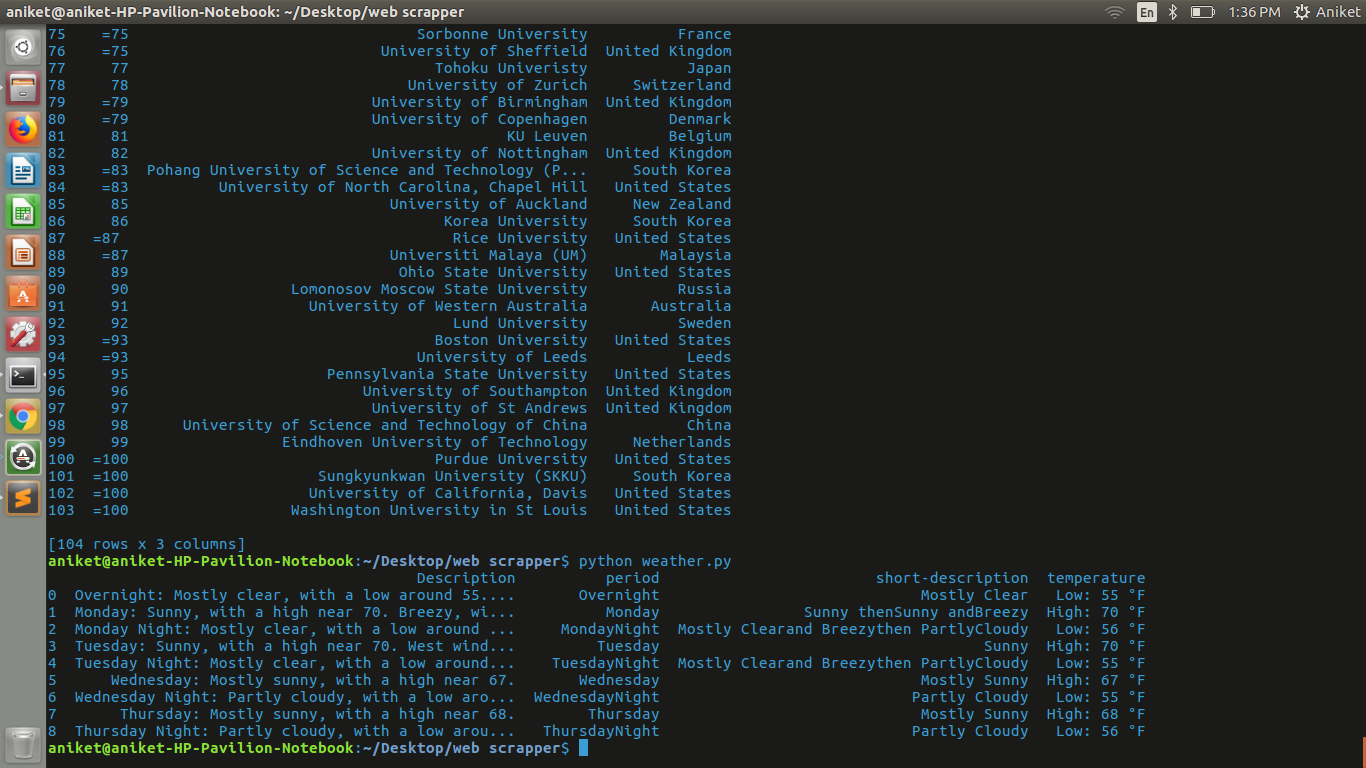 aniket@aniket-HP-Pavilion-Notebook: ~/Desktop/web scrapper En 1:36 PM Aniket
75 =75 Sorbonne University France
76 =75 University of Sheffield United Kingdom
77 77 Tohoku Univeristy Japan
78 78 University of Zurich Switzerland
79 =79 University of Birmingham United Kingdom
80 =79 University of Copenhagen Denmark
81 81 KU Leuven Belgium
82 82 University of Nottingham United Kingdom
83 =83 Pohang University of Science and Technology (P... South Korea
84 =83 University of North Carolina, Chapel Hill United States
85 85 University of Auckland New Zealand
86 86 Korea University South Korea
87 =87 Rice University United States
88 =87 Universiti Malaya (UM) Malaysia
89 89 Ohio State University United States
90 90 Lomonosov Moscow State University Russia
91 91 University of Western Australia Australia
92 92 Lund University Sweden
93 =93 Boston University United States
94 =93 University of Leeds Leeds
95 95 Pennsylvania State University United States
96 96 University of Southampton United Kingdom
97 97 University of St Andrews United Kingdom
98 98 University of Science and Technology of China China
99 99 Eindhoven University of Technology Netherlands
100 =100 Purdue University United States
101 =100 Sungkyunkwan University (SKKU) South Korea
102 =100 University of California, Davis United States
103 =100 Washington University in St Louis United States
[104 rows x 3 columns]
aniket@aniket-HP-Pavilion-Notebook:~/Desktop/web scrapper$ python weather.py
Description period short-description temperature
0 Overnight: Mostly clear, with a low around 55.... Overnight Mostly Clear Low: 55 °F
1 Monday: Sunny, with a high near 70. Breezy, wi... Monday Sunny thenSunny andBreezy High: 70 °F
2 Monday Night: Mostly clear, with a low around ... MondayNight Mostly Clearand Breezythen PartlyCloudy Low: 56 °F
3 Tuesday: Sunny, with a high near 70. West wind... Tuesday Sunny High: 70 °F
4 Tuesday Night: Mostly clear, with a low around... TuesdayNight Mostly Clearand Breezythen PartlyCloudy Low: 55 °F
5 Wednesday: Mostly sunny, with a high near 67. Wednesday Mostly Sunny High: 67 °F
6 Wednesday Night: Partly cloudy, with a low aro... WednesdayNight Partly Cloudy Low: 55 °F
7 Thursday: Mostly sunny, with a high near 68. Thursday Mostly Sunny High: 68 °F
8 Thursday Night: Partly cloudy, with a low arou... ThursdayNight Partly Cloudy Low: 56 °F
aniket@aniket-HP-Pavilion-Notebook:~/Desktop/web scrapper$